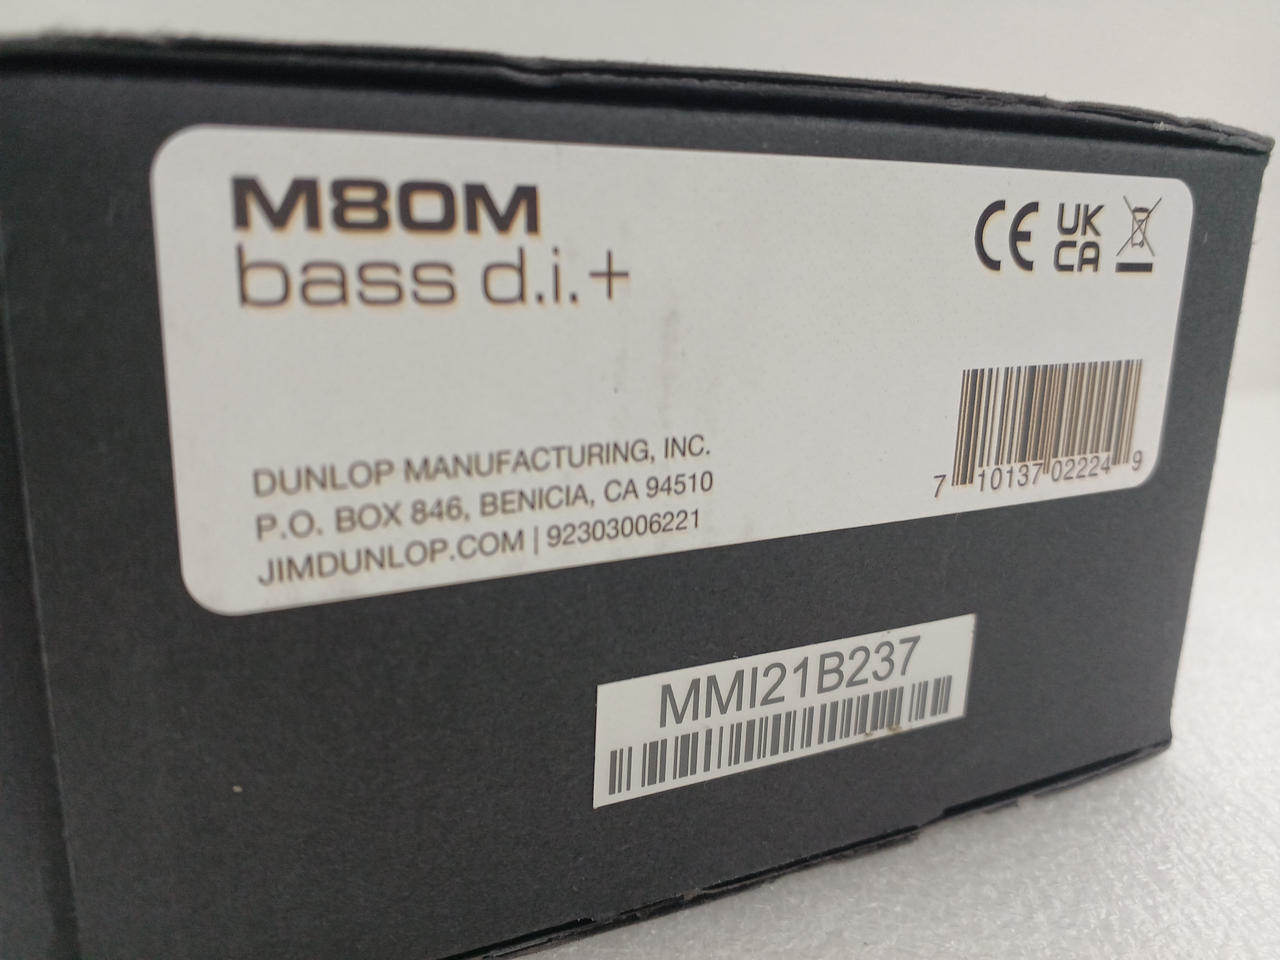 M80M
bass d.i.+
CE UK CA
DUNLOP MANUFACTURING, INC.
P.O. BOX 846, BENICIA, CA 94510
JIMDUNLOP.COM | 92303006221
7 10137 02224 9
MMI21B237